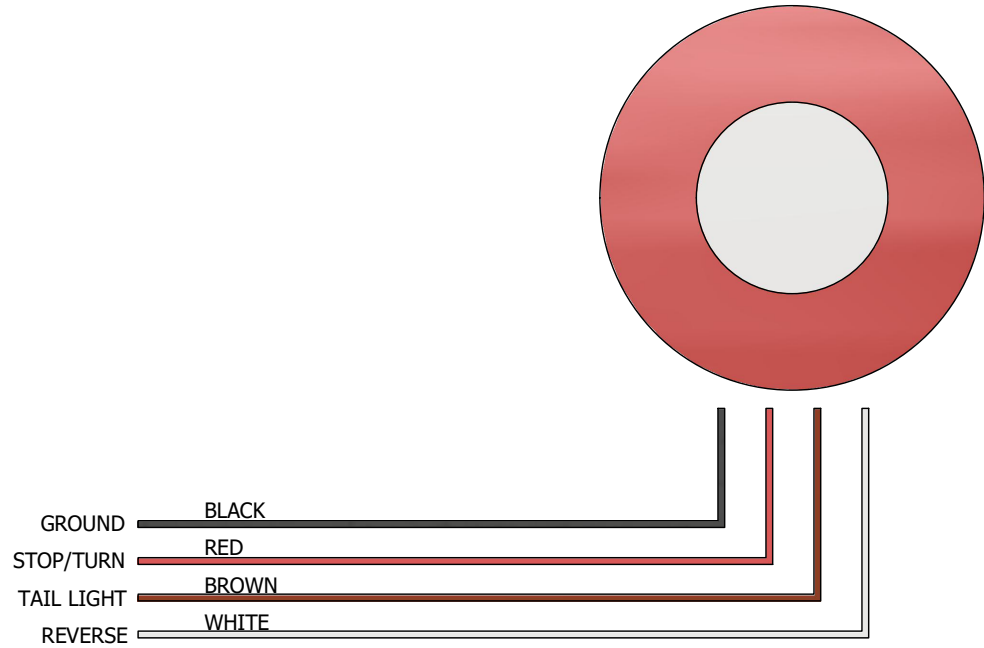 GROUND BLACK
STOP/TURN RED
TAIL LIGHT BROWN
REVERSE WHITE